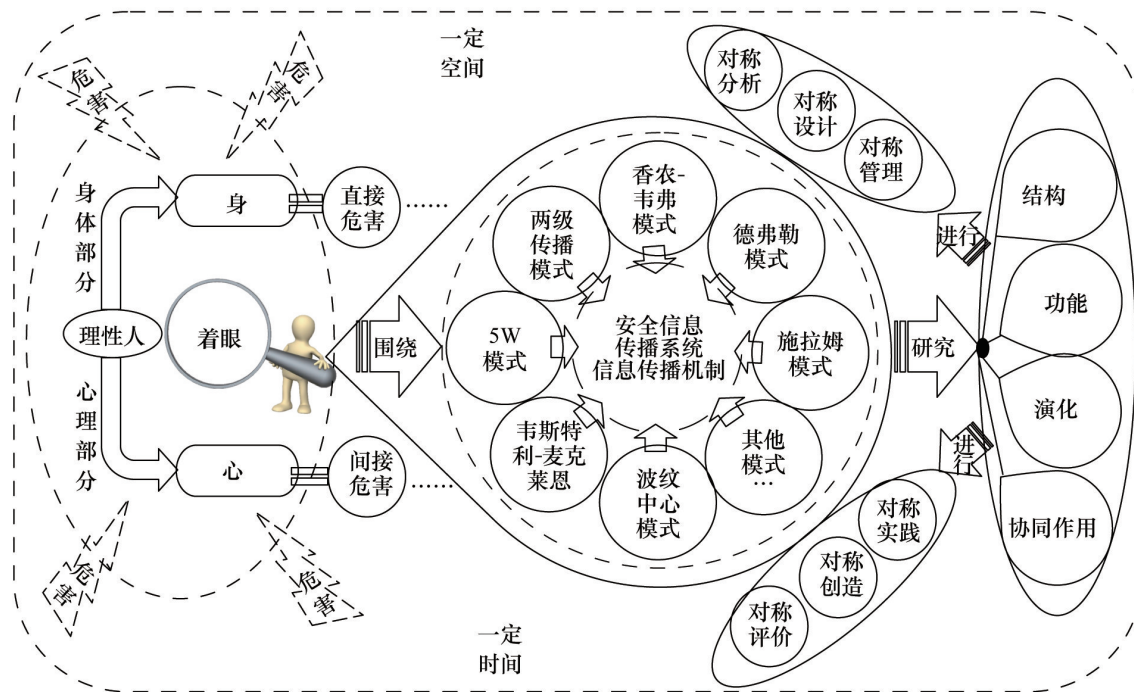 一定
空间
危
害
危
害
身
体
部
分
身
直接
危害
……
理性人
着眼
心
理
部
分
心
间接
危害
……
危
害
危
害
围绕
香农-
韦弗
模式
两级
传播
模式
德弗勒
模式
5W
模式
安全信息
传播系统
信息传播机制
施拉姆
模式
韦斯特
利-麦克
莱恩
波纹
中心
模式
其他
模式
…
对称
分析
对称
设计
对称
管理
进行
研究
进行
对称
实践
对称
创造
对称
评价
结构
功能
演化
协同作用
一定
时间